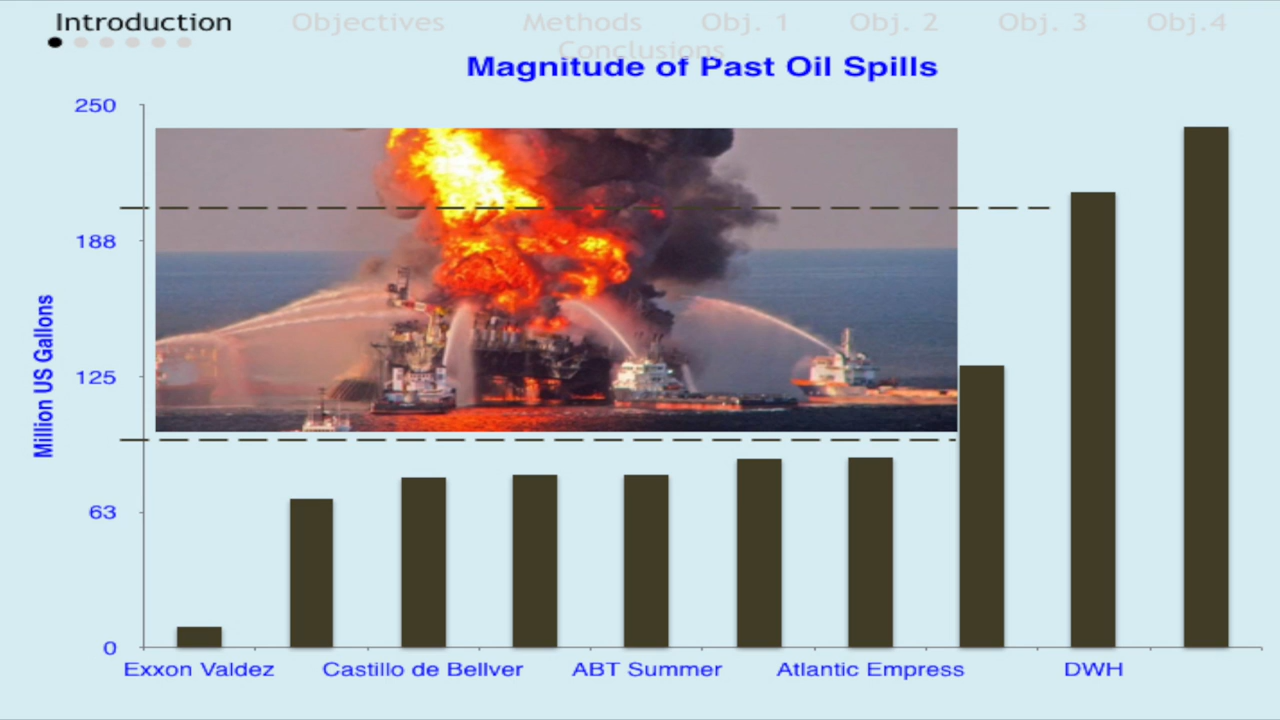 Introduction Objectives Methods Obj. 1 Obj. 2 Obj. 3 Obj.4
Conclusions
Magnitude of Past Oil Spills
250
188
125
63
0
Million US Gallons
Exxon Valdez Castillo de Bellver ABT Summer Atlantic Empress DWH